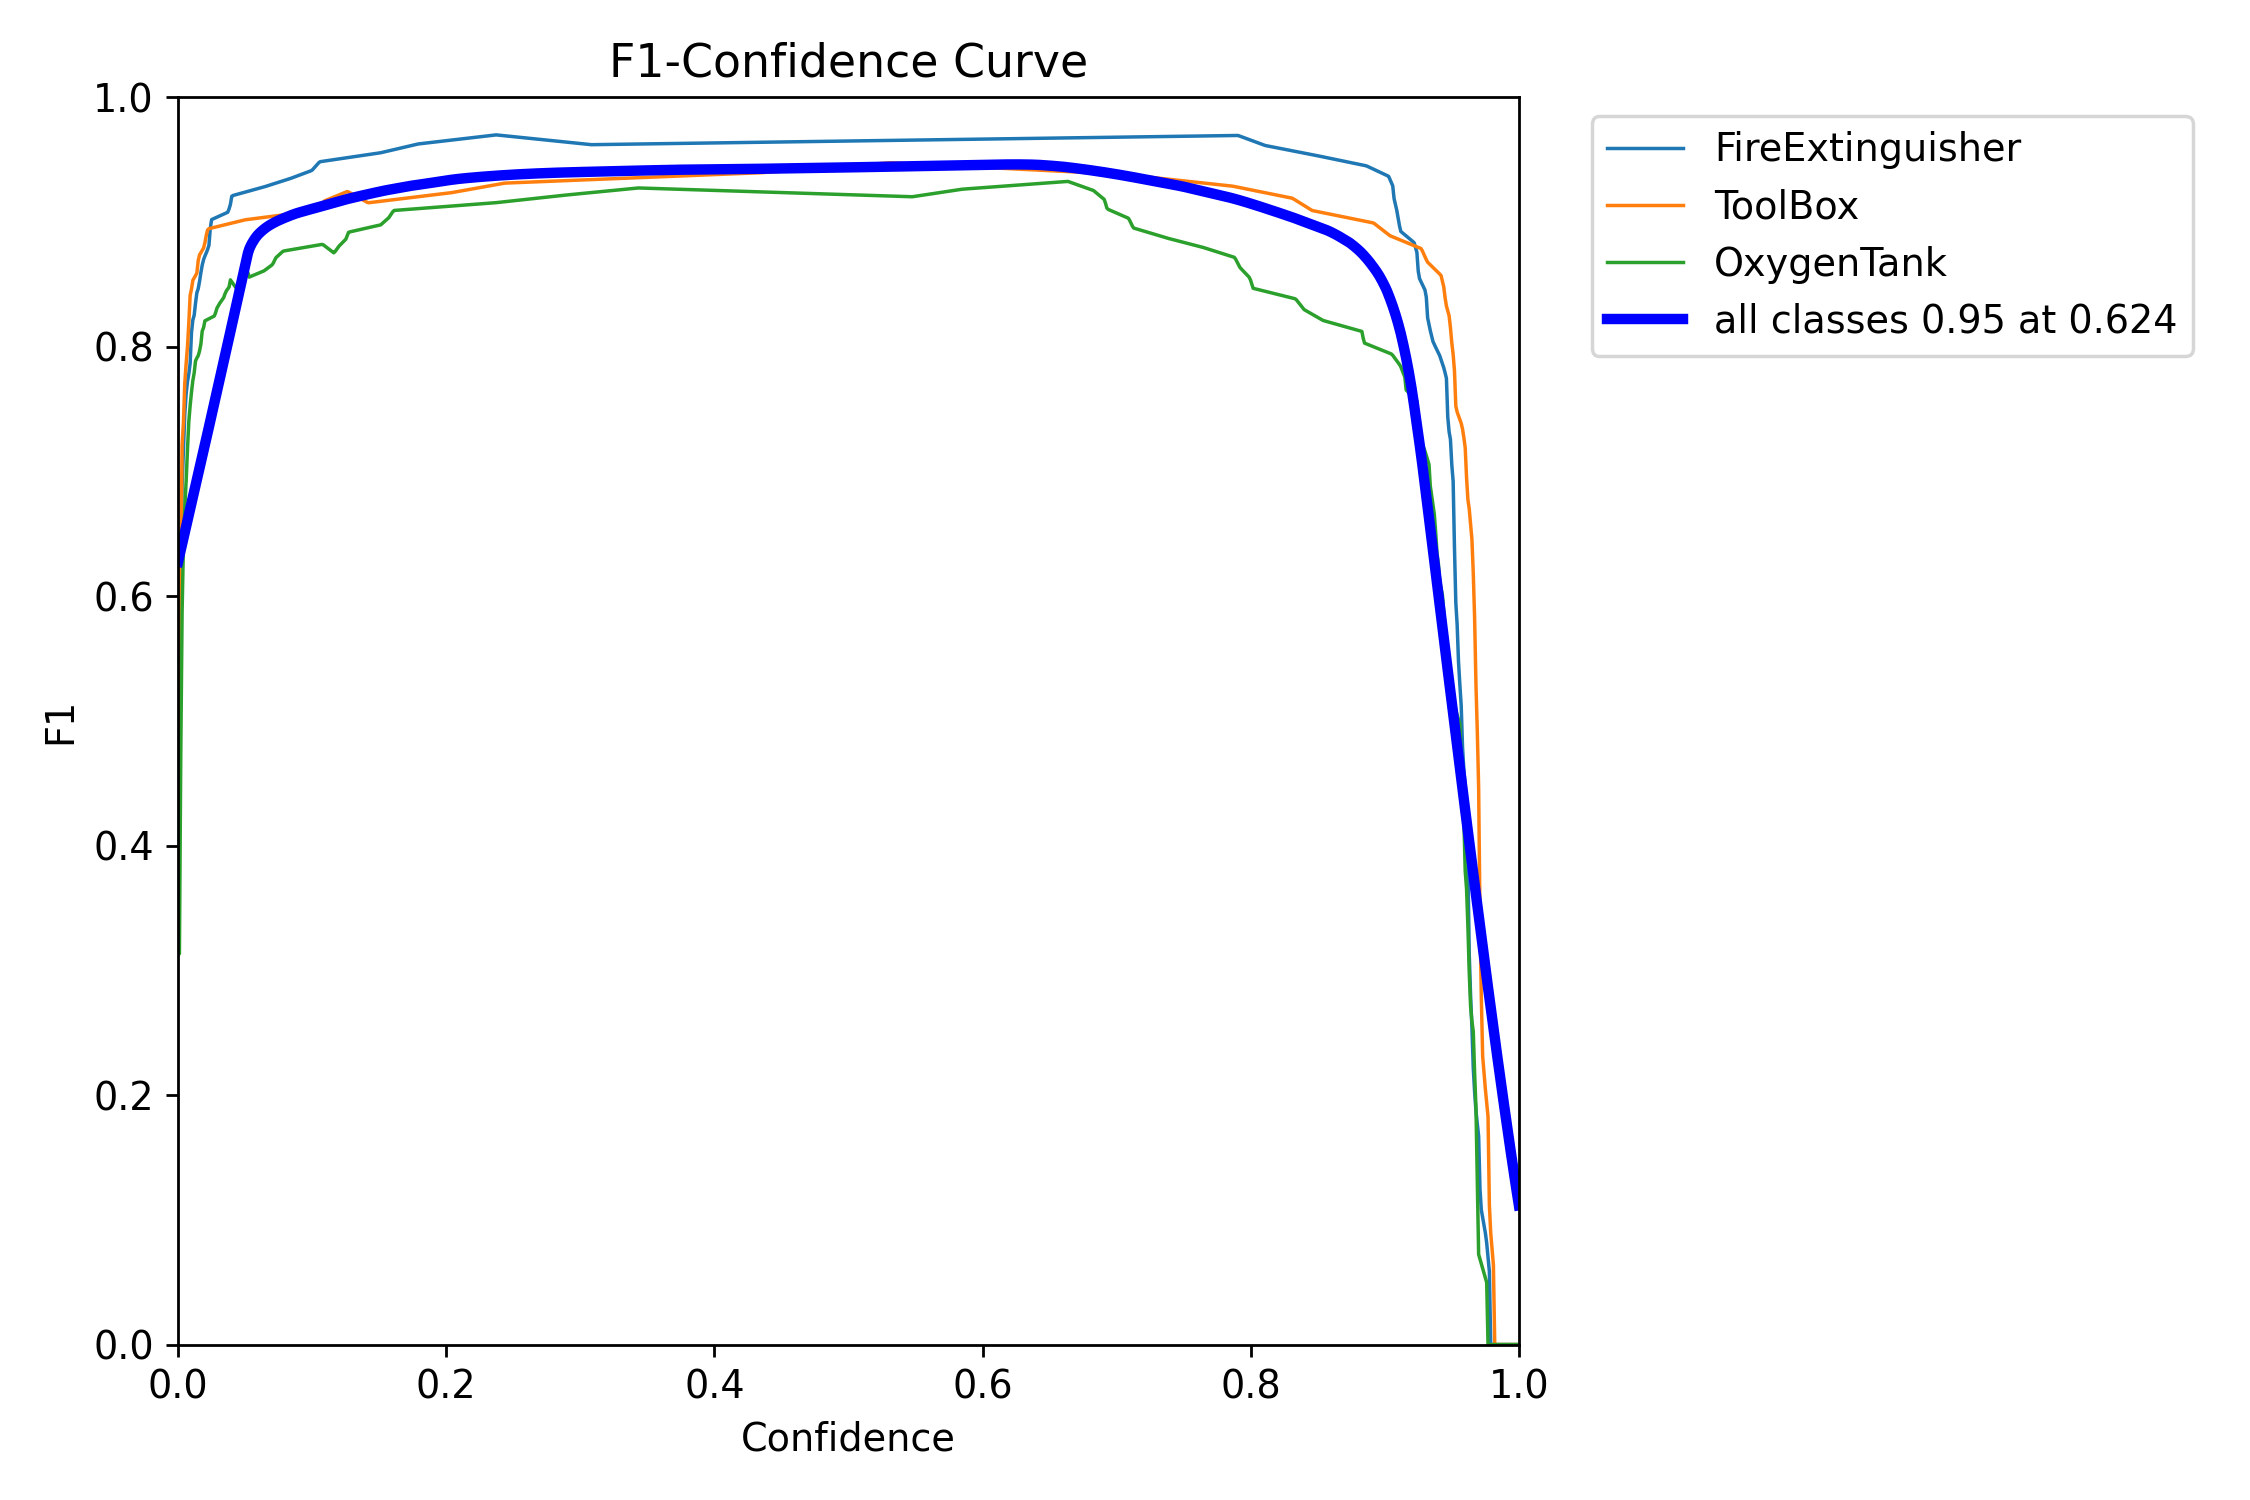 F1-Confidence Curve
1.0
0.8
0.6
0.4
0.2
0.0
F1
0.0 0.2 0.4 0.6 0.8 1.0
Confidence
FireExtinguisher
ToolBox
OxygenTank
all classes 0.95 at 0.624